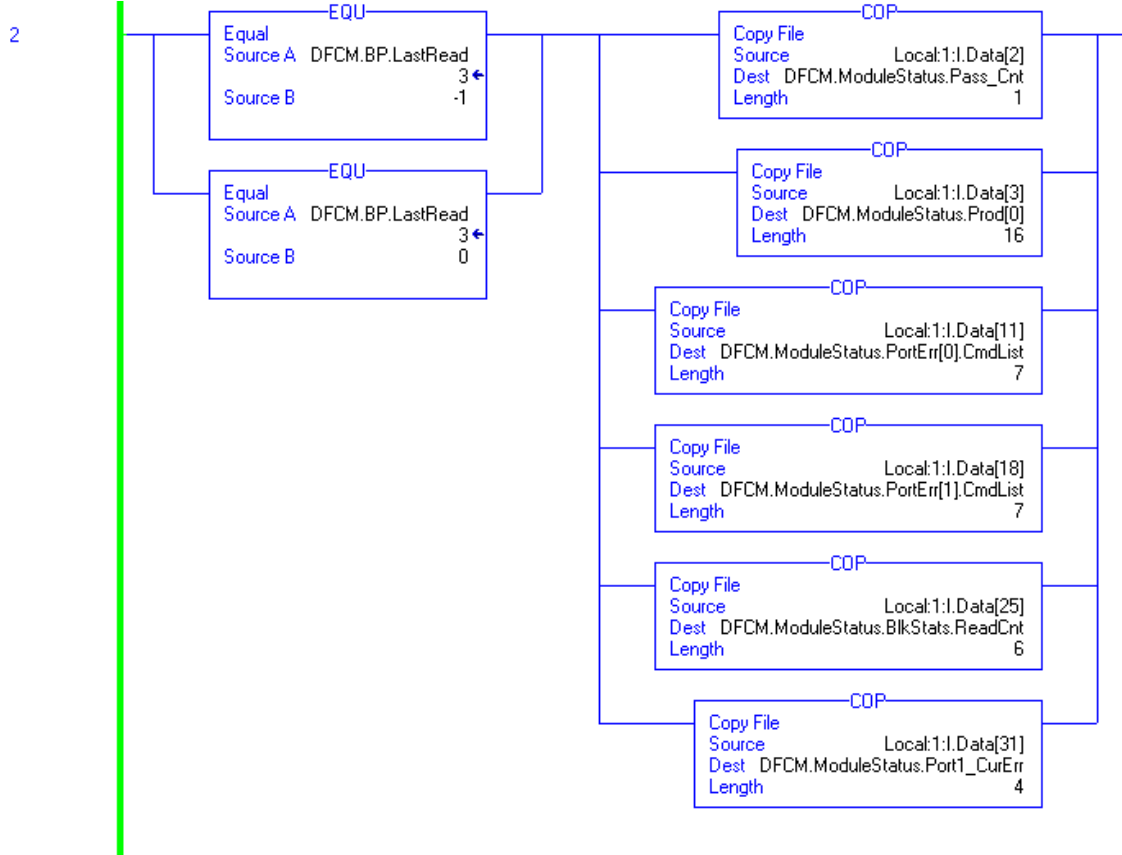 2
EQU
Equal
Source A DFCM.BP.LastRead
3
Source B -1
EQU
Equal
Source A DFCM.BP.LastRead
3
Source B 0
COP
Copy File
Source Local:1:I.Data[2]
Dest DFCM.ModuleStatus.Pass_Cnt
Length 1
COP
Copy File
Source Local:1:I.Data[3]
Dest DFCM.ModuleStatus.Prod[0]
Length 16
COP
Copy File
Source Local:1:I.Data[11]
Dest DFCM.ModuleStatus.PortErr[0].CmdList
Length 7
COP
Copy File
Source Local:1:I.Data[18]
Dest DFCM.ModuleStatus.PortErr[1].CmdList
Length 7
COP
Copy File
Source Local:1:I.Data[25]
Dest DFCM.ModuleStatus.BlkStats.ReadCnt
Length 6
COP
Copy File
Source Local:1:I.Data[31]
Dest DFCM.ModuleStatus.Port1_CurErr
Length 4